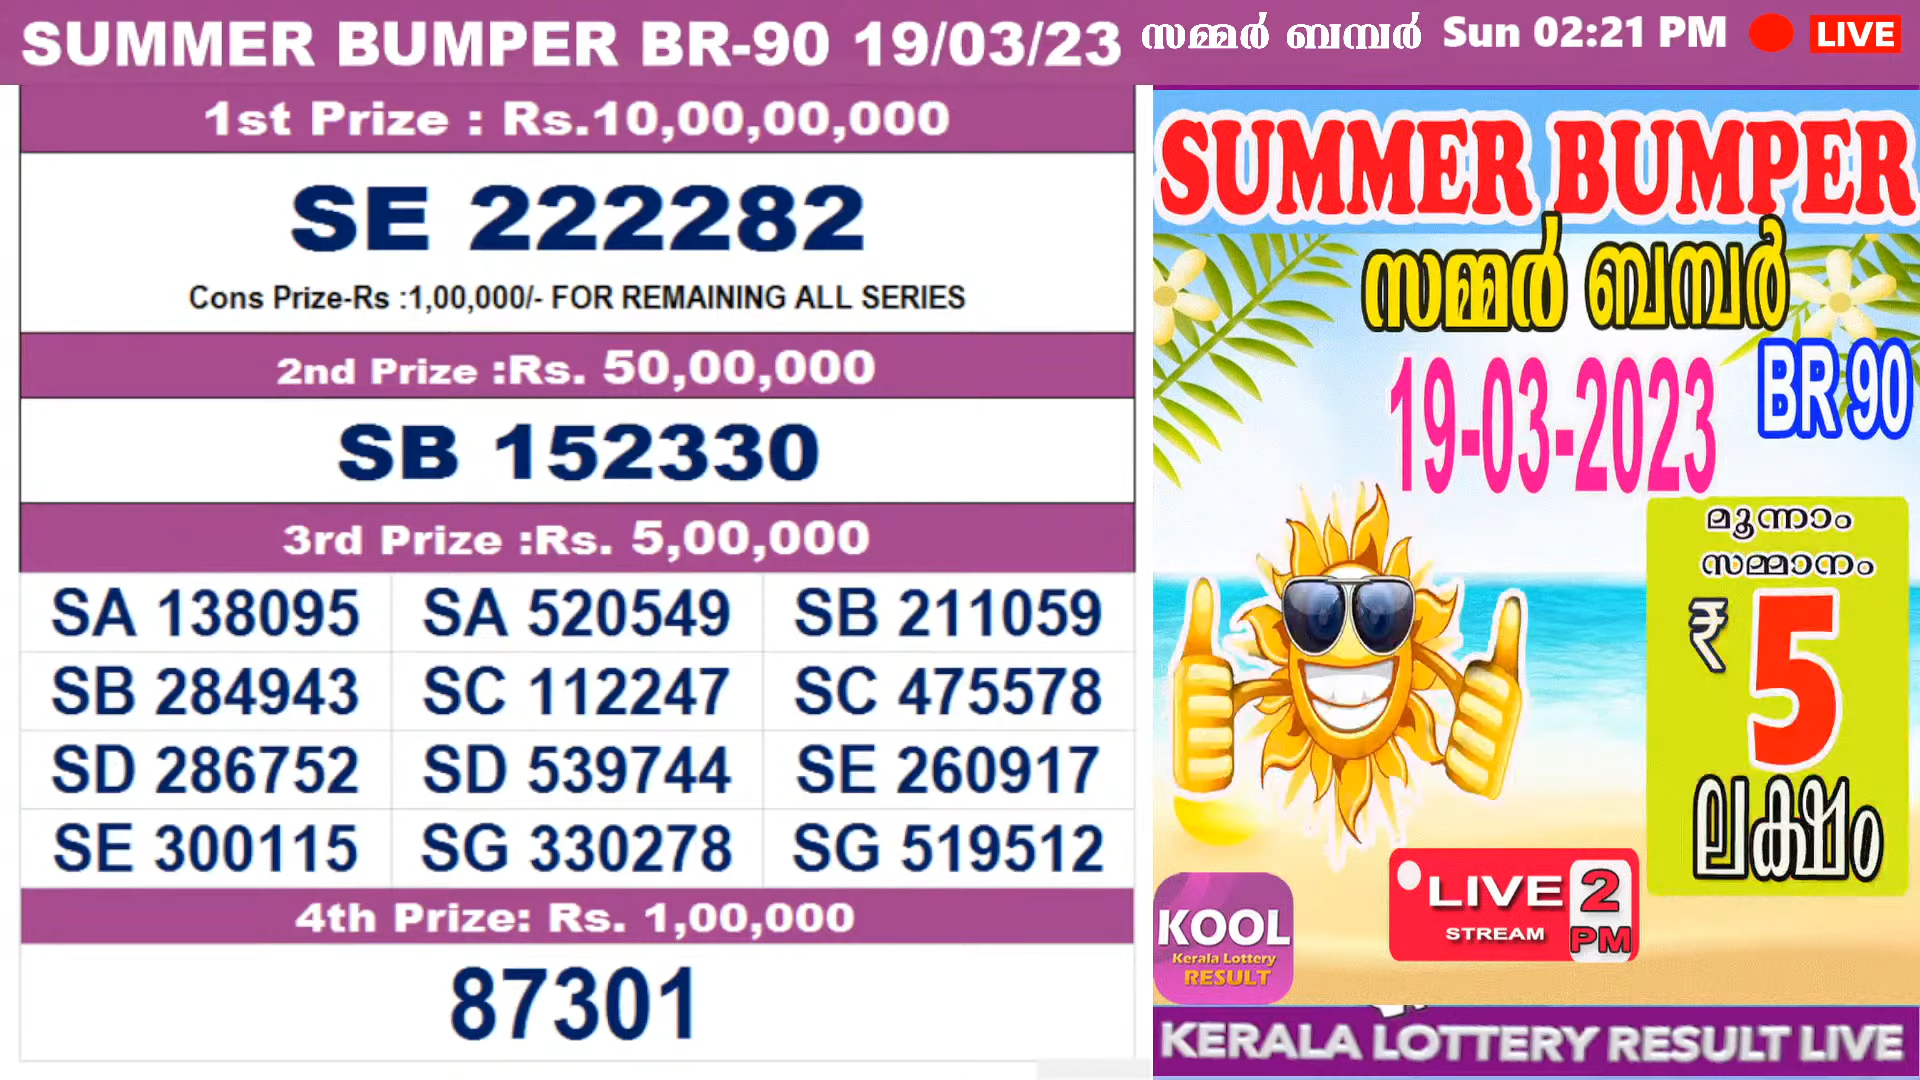 SUMMER BUMPER BR-90 19/03/23 സമ്മർ ബമ്പർ Sun 02:21 PM LIVE
1st Prize : Rs.10,00,00,000
SE 222282
Cons Prize-Rs :1,00,000/- FOR REMAINING ALL SERIES
2nd Prize :Rs. 50,00,000
SB 152330
3rd Prize :Rs. 5,00,000
SA 138095 SA 520549 SB 211059
SB 284943 SC 112247 SC 475578
SD 286752 SD 539744 SE 260917
SE 300115 SG 330278 SG 519512
4th Prize: Rs. 1,00,000
87301
SUMMER BUMPER
സമ്മർ ബമ്പർ
19-03-2023
BR 90
മൂന്നാം
സമ്മാനം
₹ 5
ലക്ഷം
LIVE 2
STREAM PM
KOOL
Kerala Lottery
RESULT
KERALA LOTTERY RESULT LIVE